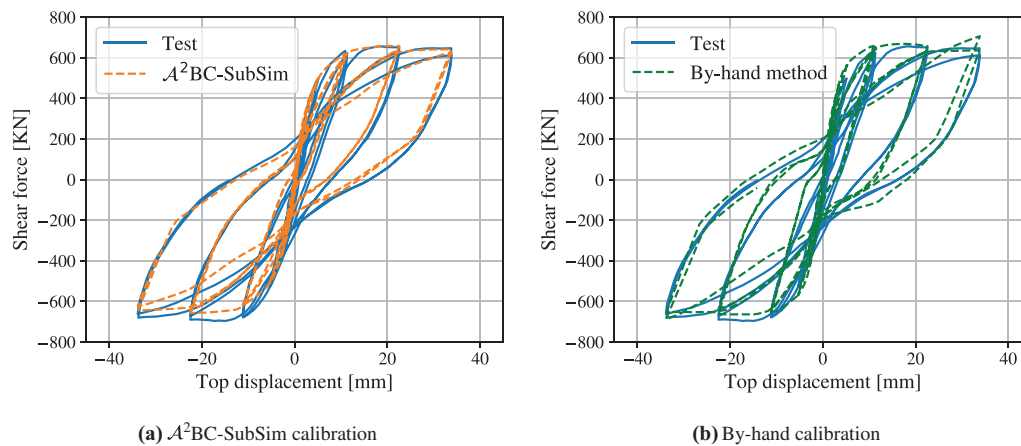 800
600
400
200
0
−200
−400
−600
−800
Shear force [KN]
Test
𝒜²BC-SubSim
−40
−20
0
20
40
Top displacement [mm]
(a) 𝒜²BC-SubSim calibration
800
600
400
200
0
−200
−400
−600
−800
Shear force [KN]
Test
By-hand method
−40
−20
0
20
40
Top displacement [mm]
(b) By-hand calibration